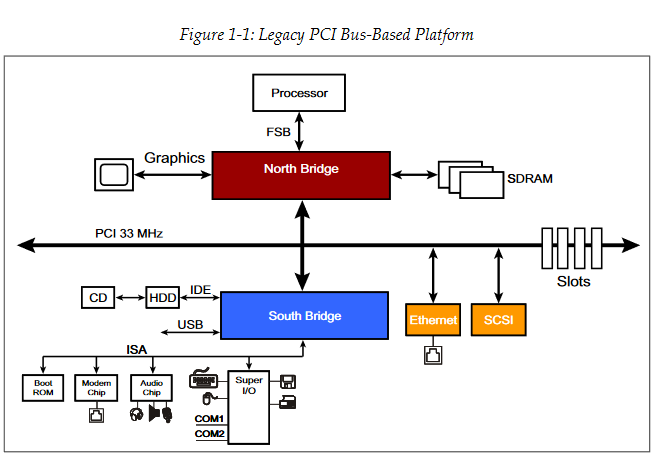 Figure 1-1: Legacy PCI Bus-Based Platform
Processor
FSB
Graphics
North Bridge
SDRAM
PCI 33 MHz
Slots
CD
HDD
IDE
South Bridge
Ethernet
SCSI
USB
ISA
Boot
ROM
Modem
Chip
Audio
Chip
Super
I/O
COM1
COM2